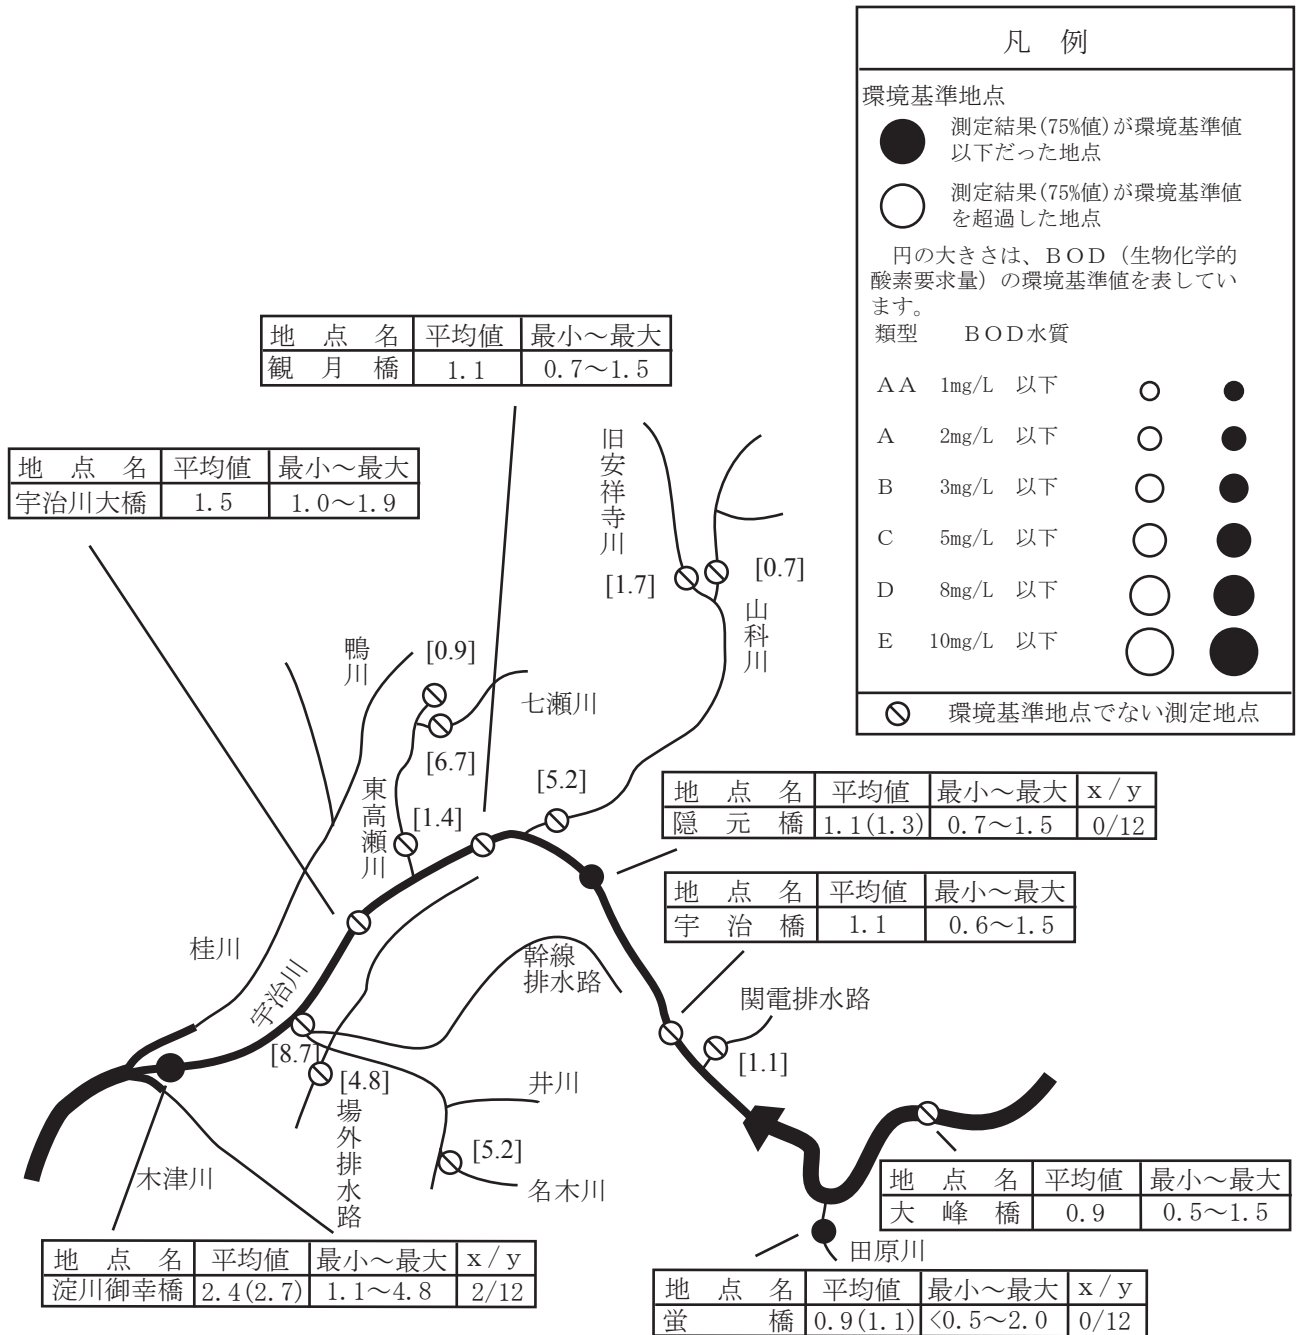 凡 例
環境基準地点
測定結果(75%値)が環境基準値
以下だった地点
測定結果(75%値)が環境基準値
を超過した地点
円の大きさは、BOD（生物化学的
酸素要求量）の環境基準値を表してい
ます。
類型 BOD水質
AA 1mg/L 以下
A 2mg/L 以下
B 3mg/L 以下
C 5mg/L 以下
D 8mg/L 以下
E 10mg/L 以下
環境基準地点でない測定地点
地点名 平均値 最小～最大
観月橋 1.1 0.7～1.5
地点名 平均値 最小～最大
宇治川大橋 1.5 1.0～1.9
旧安祥寺川
[1.7]
[0.7]
山科川
鴨川
[0.9]
七瀬川
[6.7]
東高瀬川
[1.4]
[5.2]
地点名 平均値 最小～最大 x/y
隠元橋 1.1(1.3) 0.7～1.5 0/12
地点名 平均値 最小～最大
宇治橋 1.1 0.6～1.5
桂川
宇治川
幹線
排水路
関電排水路
[1.1]
[8.7]
[4.8]
場外排水路
井川
[5.2]
名木川
木津川
地点名 平均値 最小～最大
大峰橋 0.9 0.5～1.5
田原川
地点名 平均値 最小～最大 x/y
淀川御幸橋 2.4(2.7) 1.1～4.8 2/12
地点名 平均値 最小～最大 x/y
蛍橋 0.9(1.1) <0.5～2.0 0/12